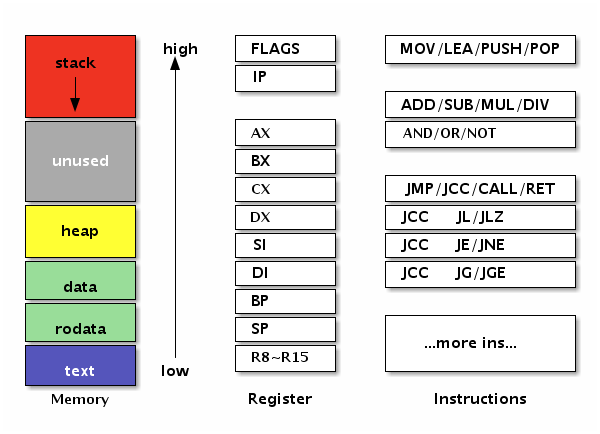 stack
unused
heap
data
rodata
text
Memory
high
low
FLAGS
IP
AX
BX
CX
DX
SI
DI
BP
SP
R8~R15
Register
MOV/LEA/PUSH/POP
ADD/SUB/MUL/DIV
AND/OR/NOT
JMP/JCC/CALL/RET
JCC JL/JLZ
JCC JE/JNE
JCC JG/JGE
...more ins...
Instructions